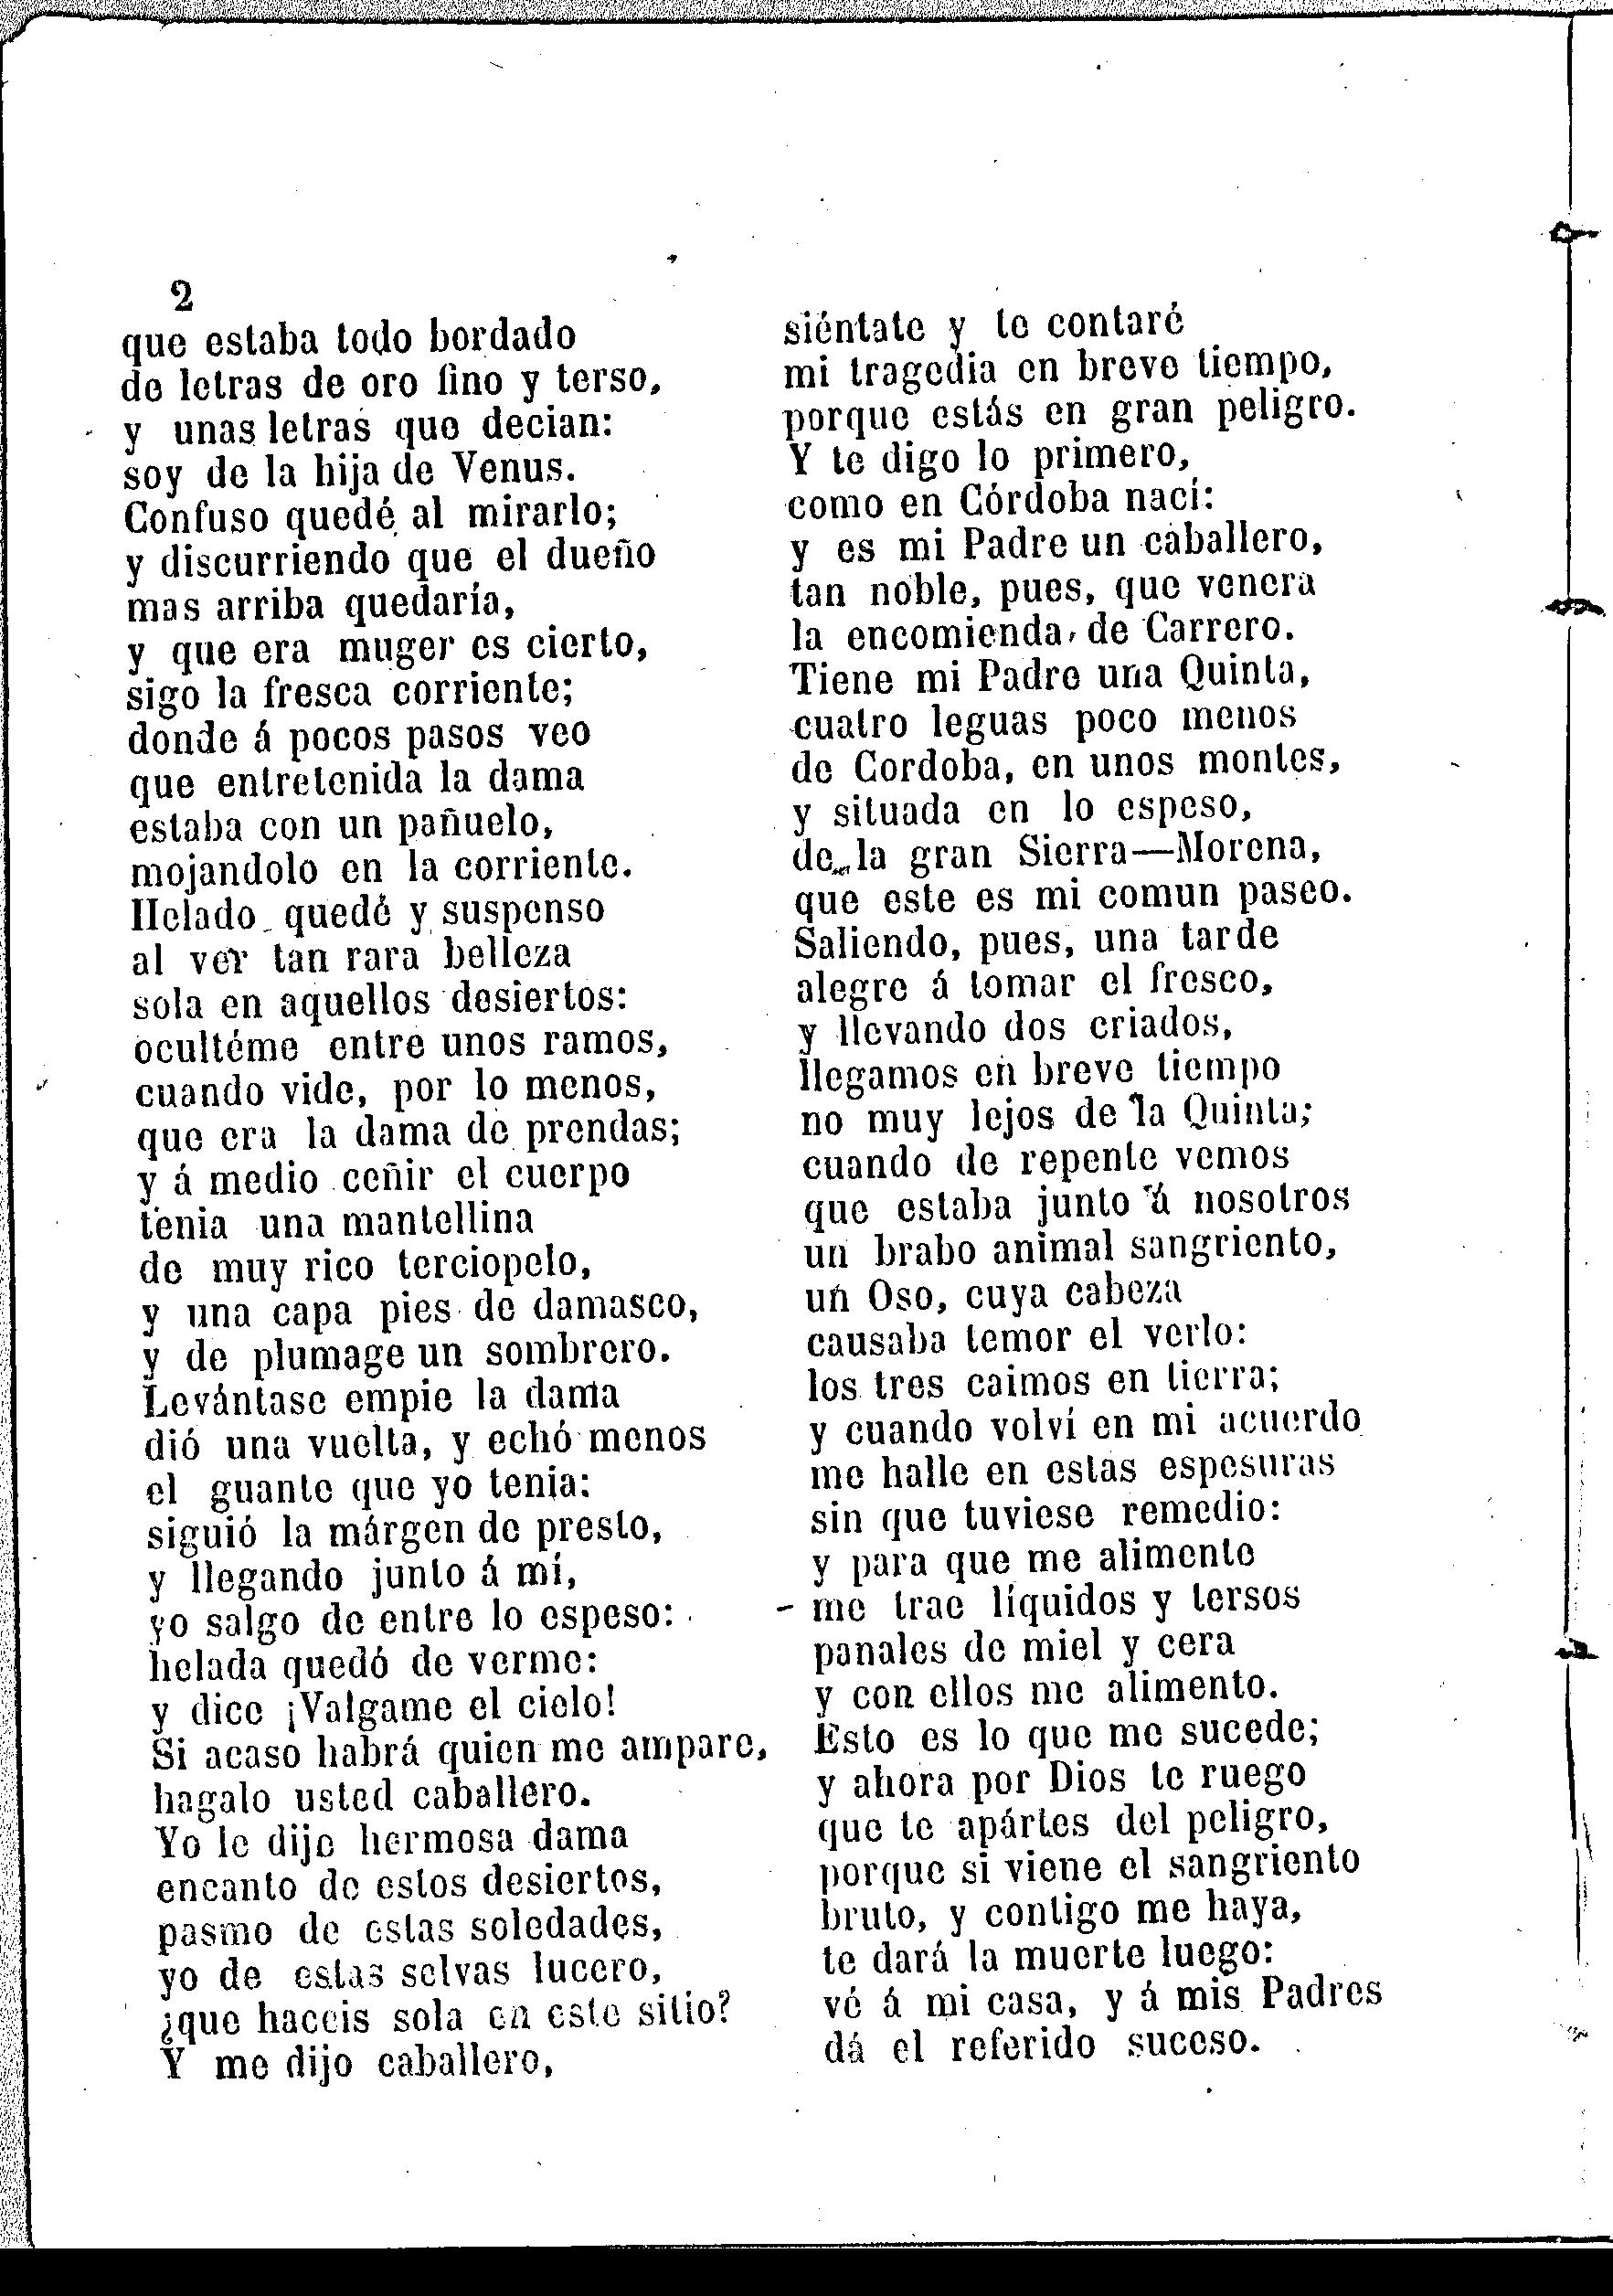 2
que estaba todo bordado
de letras de oro fino y terso,
y unas letras que decian:
soy de la hija de Venus.
Confuso quedé al mirarlo;
y discurriendo que el dueño
mas arriba quedaría,
y que era muger es cierto,
sigo la fresca corriente;
donde á pocos pasos veo
que entretenida la dama
estaba con un pañuelo,
mojandolo en la corriente.
Helado quedé y suspenso
al ver tan rara belleza
sola en aquellos desiertos:
ocultéme entre unos ramos,
cuando vide, por lo menos,
que era la dama de prendas;
y á medio ceñir el cuerpo
tenia una mantellina
de muy rico terciopelo,
y una capa pies de damasco,
y de plumage un sombrero.
Levántase empie la dama
dió una vuelta, y echó menos
el guante que yo tenia:
siguió la márgen de presto,
y llegando junto á mí,
yo salgo de entre lo espeso:
helada quedó de verme:
y dice ¡Valgame el cielo!
Si acaso habrá quien me ampare,
hagalo usted caballero.
Yo le dije hermosa dama
encanto de estos desiertos,
pasmo de estas soledades,
yo de estas selvas lucero,
¿que haceis sola en este sitio?
Y me dijo caballero,
siéntate y te contaré
mi tragedia en breve tiempo,
porque estás en gran peligro.
Y te digo lo primero,
como en Córdoba nací:
y es mi Padre un caballero,
tan noble, pues, que venera
la encomienda, de Carrero.
Tiene mi Padre una Quinta,
cuatro leguas poco menos
de Cordoba, en unos montes,
y situada en lo espeso,
de la gran Sierra—Morena,
que este es mi comun paseo.
Saliendo, pues, una tarde
alegre á tomar el fresco,
y llevando dos criados,
llegamos en breve tiempo
no muy lejos de la Quinta;
cuando de repente vemos
que estaba junto á nosotros
un brabo animal sangriento,
un Oso, cuya cabeza
causaba temor el verlo:
los tres caimos en tierra;
y cuando volví en mi acuerdo
me halle en estas espesuras
sin que tuviese remedio:
y para que me alimente
me trae líquidos y tersos
panales de miel y cera
y con ellos me alimento.
Esto es lo que me sucede;
y ahora por Dios te ruego
que te apártes del peligro,
porque si viene el sangriento
bruto, y contigo me haya,
te dará la muerte luego:
vé á mi casa, y á mis Padres
dá el referido suceso.